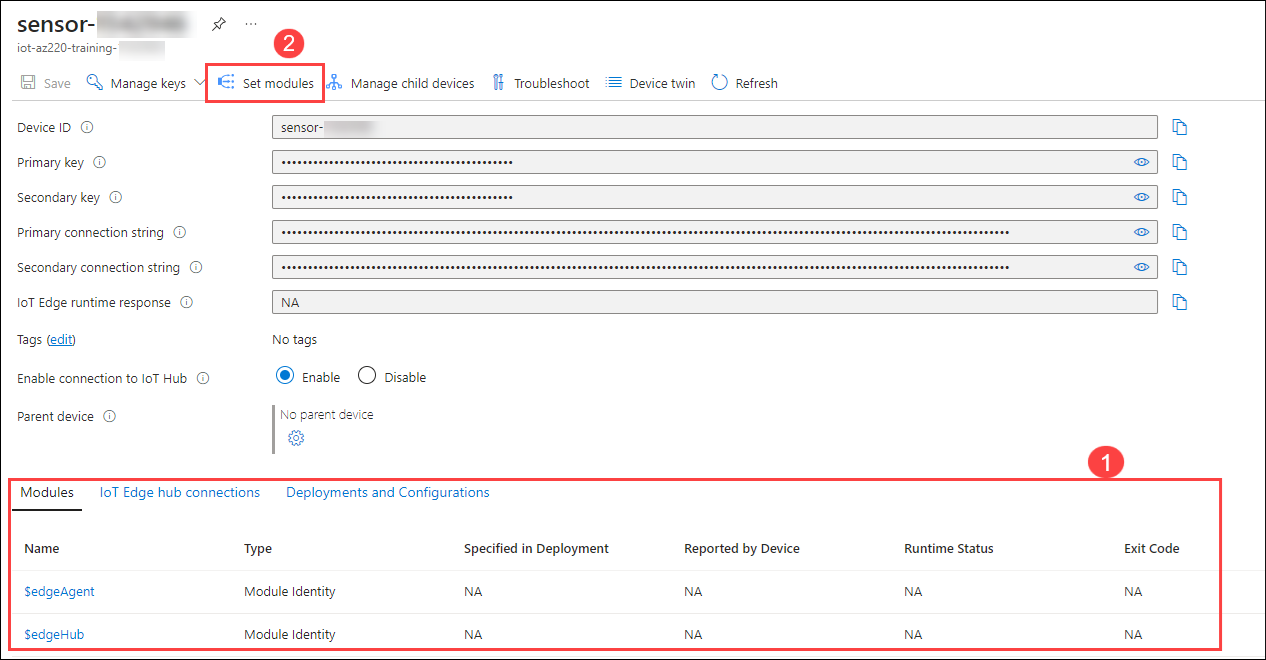 sensor-
...
iot-az220-training-
2
Save Manage keys Set modules Manage child devices Troubleshoot Device twin Refresh
Device ID sensor-
Primary key ••••••••••••••••••••••••••••••••••••••••••••
Secondary key ••••••••••••••••••••••••••••••••••••••••••••
Primary connection string
Secondary connection string
IoT Edge runtime response NA
Tags (edit) No tags
Enable connection to IoT Hub Enable Disable
Parent device No parent device
1
Modules IoT Edge hub connections Deployments and Configurations
Name Type Specified in Deployment Reported by Device Runtime Status Exit Code
$edgeAgent Module Identity NA NA NA NA
$edgeHub Module Identity NA NA NA NA